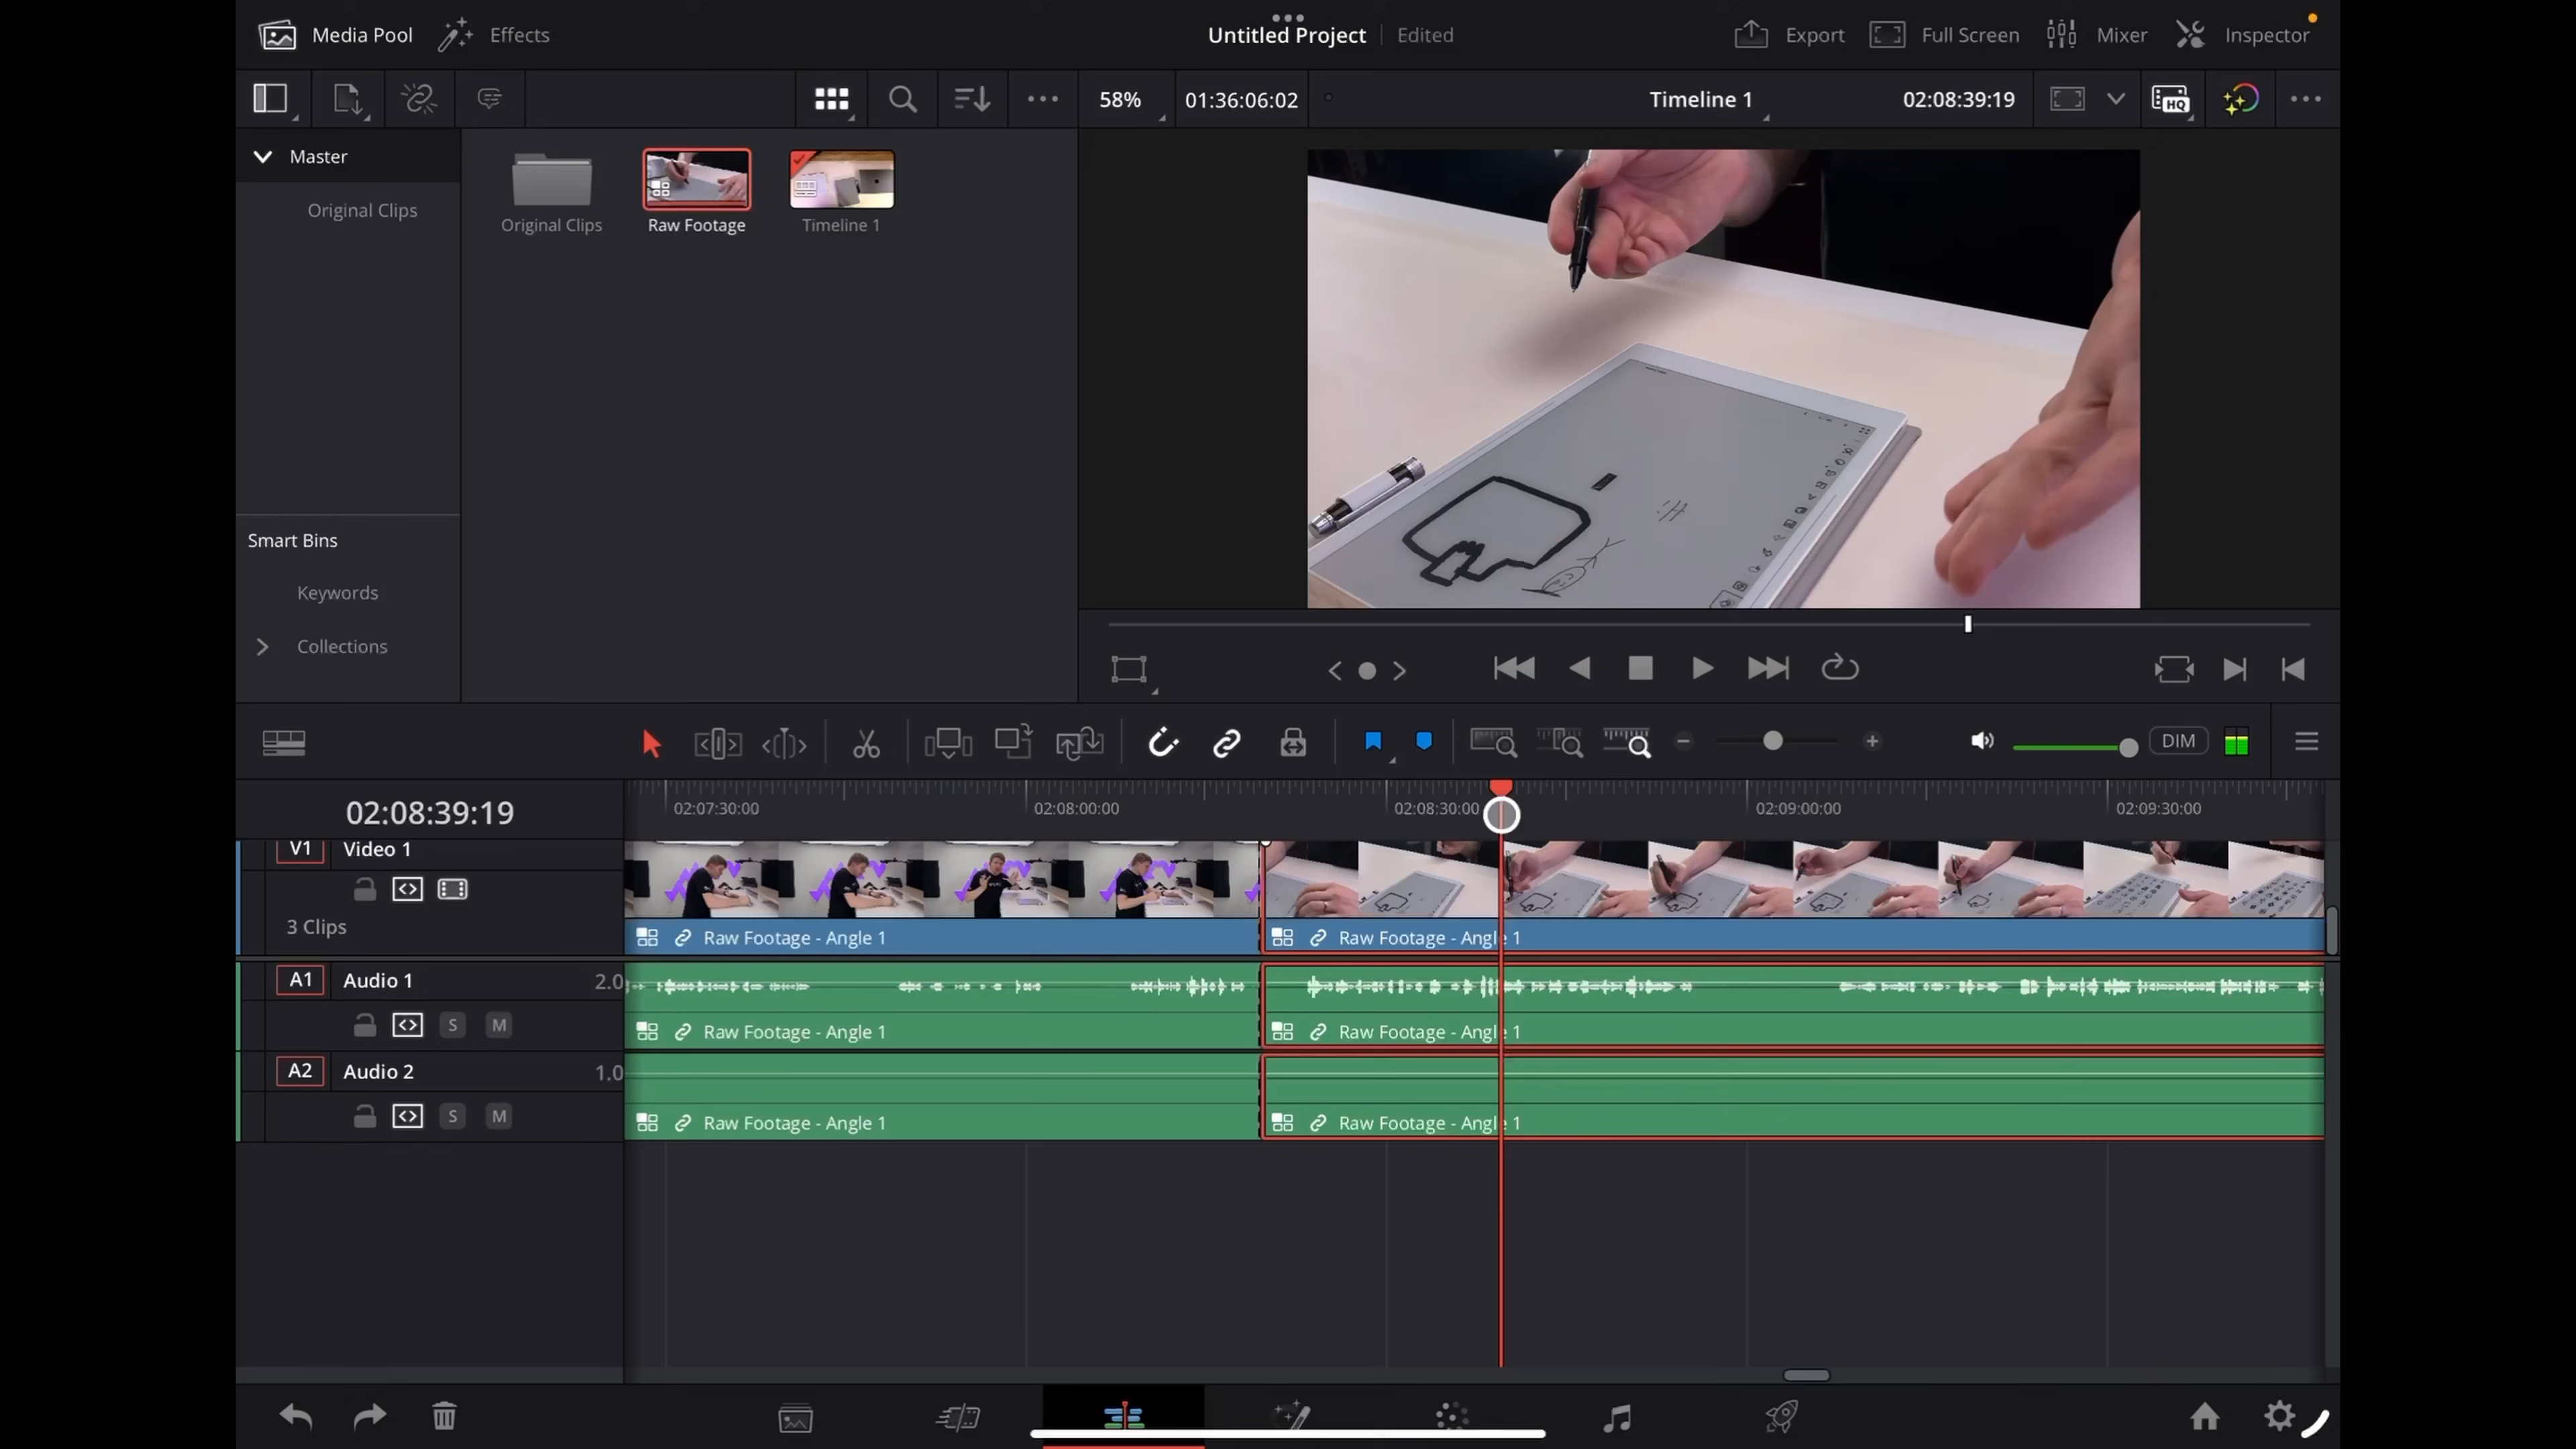 Media Pool Effects Untitled Project Edited Export Full Screen Mixer Inspector
58% 01:36:06:02 Timeline 1 02:08:39:19 HQ
Master
Original Clips
Original Clips Raw Footage Timeline 1
Smart Bins
Keywords
Collections
DIM
02:08:39:19
02:07:30:00 02:08:00:00 02:08:30:00 02:09:00:00 02:09:30:00
V1 Video 1
3 Clips
Raw Footage - Angle 1 Raw Footage - Angle 1
A1 Audio 1 2.0
S M
Raw Footage - Angle 1 Raw Footage - Angle 1
A2 Audio 2 1.0
S M
Raw Footage - Angle 1 Raw Footage - Angle 1